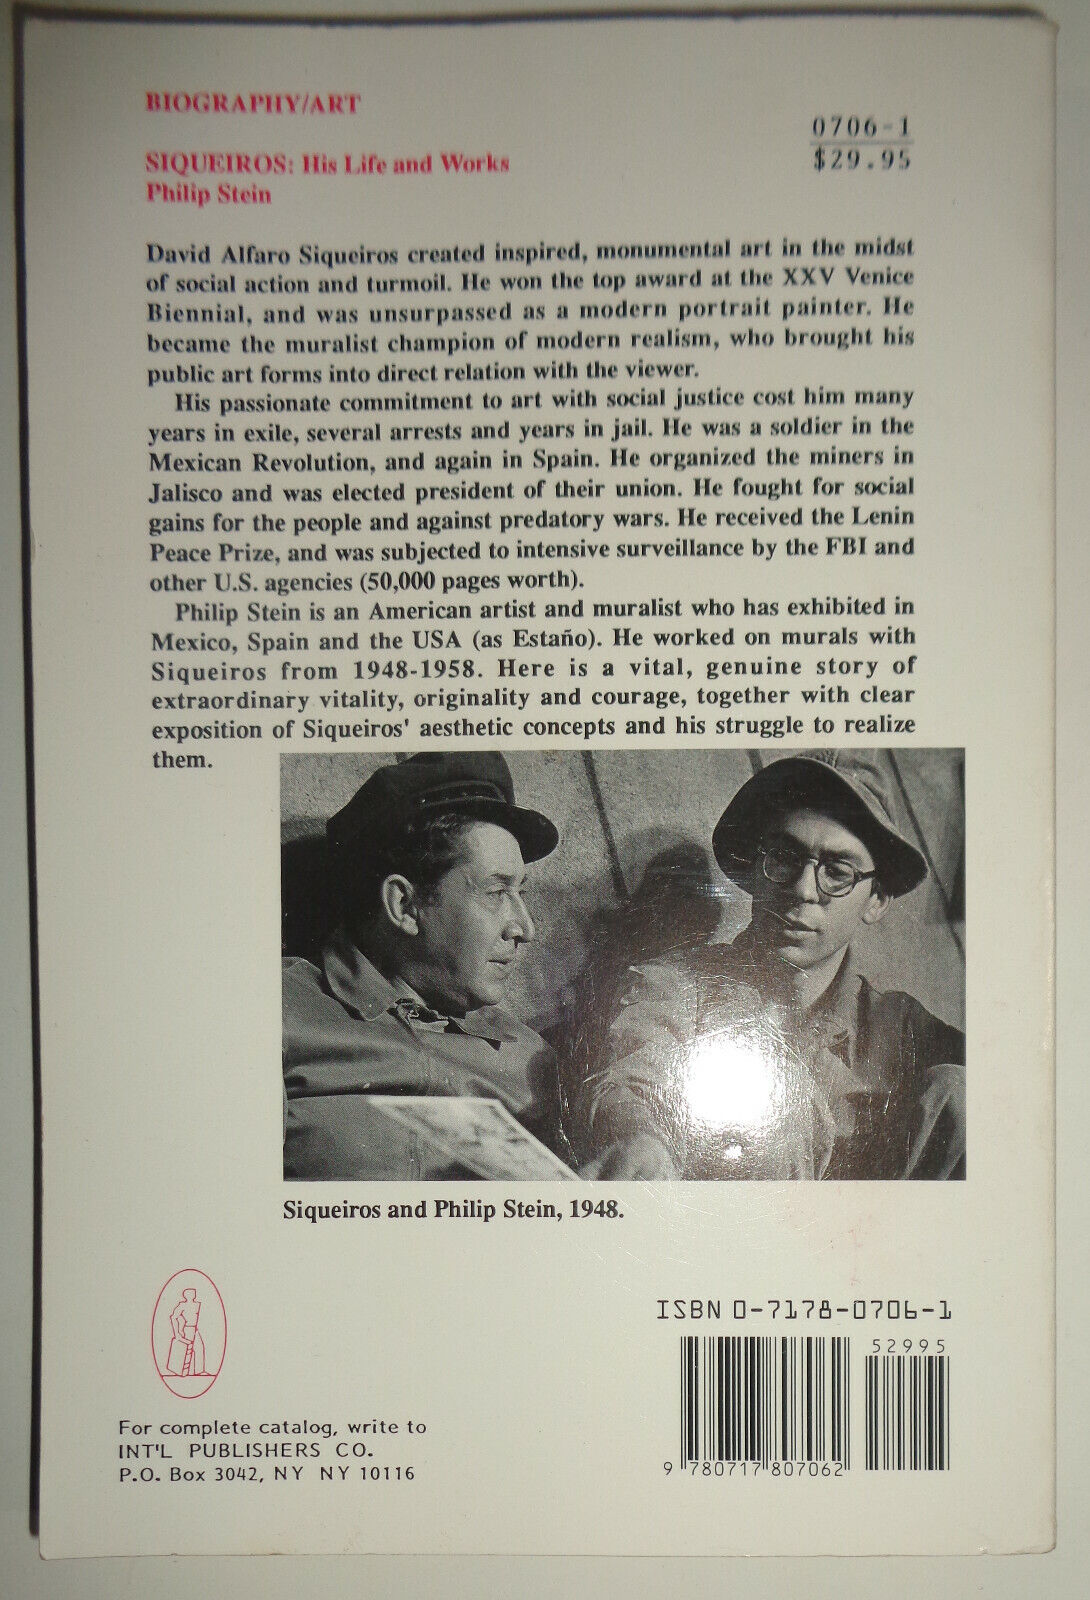 BIOGRAPHY/ART
0706-1
$29.95
SIQUEIROS: His Life and Works
Philip Stein
David Alfaro Siqueiros created inspired, monumental art in the midst
of social action and turmoil. He won the top award at the XXV Venice
Biennial, and was unsurpassed as a modern portrait painter. He
became the muralist champion of modern realism, who brought his
public art forms into direct relation with the viewer.
His passionate commitment to art with social justice cost him many
years in exile, several arrests and years in jail. He was a soldier in the
Mexican Revolution, and again in Spain. He organized the miners in
Jalisco and was elected president of their union. He fought for social
gains for the people and against predatory wars. He received the Lenin
Peace Prize, and was subjected to intensive surveillance by the FBI and
other U.S. agencies (50,000 pages worth).
Philip Stein is an American artist and muralist who has exhibited in
Mexico, Spain and the USA (as Estaño). He worked on murals with
Siqueiros from 1948-1958. Here is a vital, genuine story of
extraordinary vitality, originality and courage, together with clear
exposition of Siqueiros' aesthetic concepts and his struggle to realize
them.
Siqueiros and Philip Stein, 1948.
ISBN 0-7178-0706-1
52995
9 780717 807062
For complete catalog, write to
INT'L PUBLISHERS CO.
P.O. Box 3042, NY NY 10116